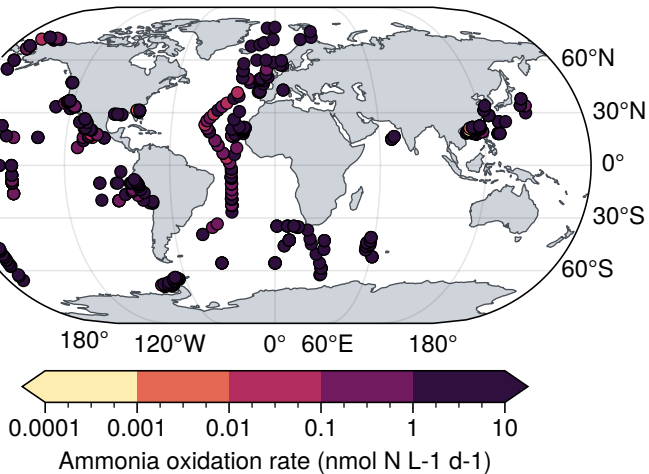 60°N
30°N
0°
30°S
60°S
180° 120°W 0° 60°E 180°
0.0001 0.001 0.01 0.1 1 10
Ammonia oxidation rate (nmol N L-1 d-1)